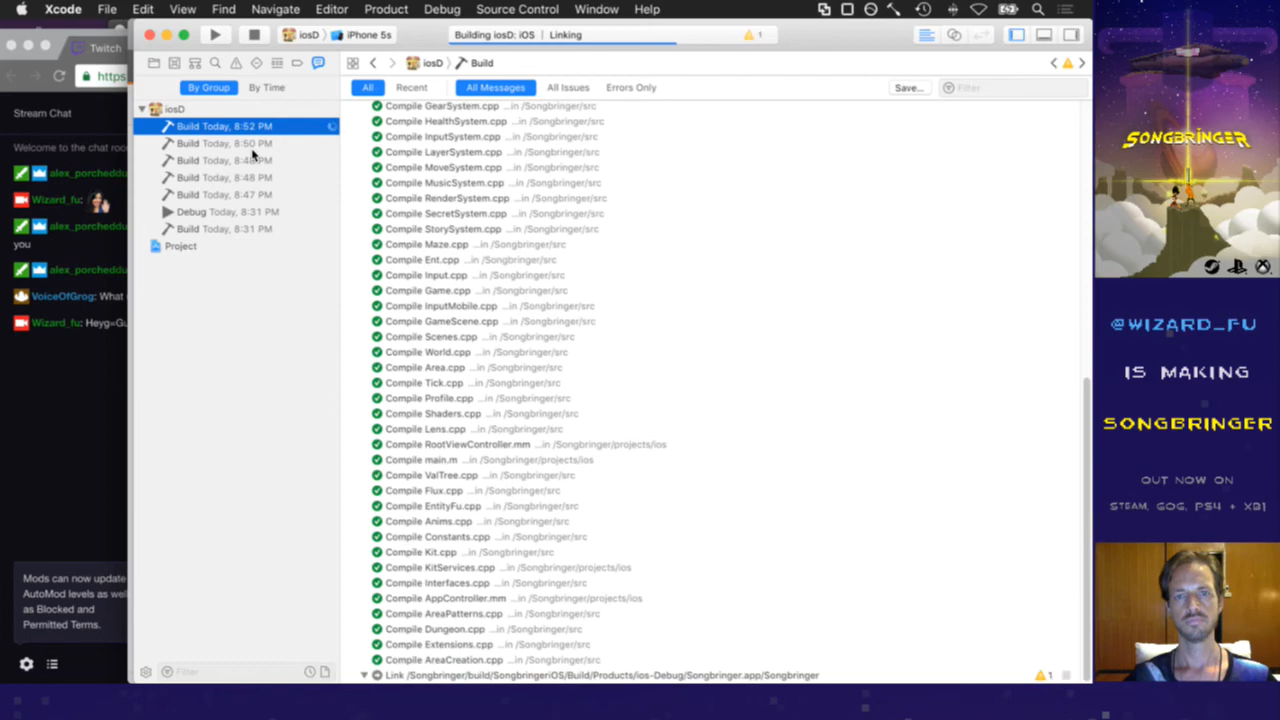 Xcode File Edit View Find Navigate Editor Product Debug Source Control Window Help
iosD iPhone 5s Building iosD: iOS | Linking 1
Twitch
https
iosD Build
By Group By Time All Recent All Messages All Issues Errors Only Save... Filter
Stream Chat
Welcome to the chat roo
alex_porcheddu
Wizard_fu:
alex_porcheddu
you
alex_porcheddu
VoiceOfGrog: What
Wizard_fu: Heyg=Gu
Mods can now update
AutoMod levels as well
as Blocked and
Permitted Terms.
iosD
Build Today, 8:52 PM
Build Today, 8:50 PM
Build Today, PM
Build Today, 8:48 PM
Build Today, 8:47 PM
Debug Today, 8:31 PM
Build Today, 8:31 PM
Project
Filter
Compile GearSystem.cpp ...in /Songbringer/src
Compile HealthSystem.cpp ...in /Songbringer/src
Compile InputSystem.cpp ...in /Songbringer/src
Compile LayerSystem.cpp ...in /Songbringer/src
Compile MoveSystem.cpp ...in /Songbringer/src
Compile MusicSystem.cpp ...in /Songbringer/src
Compile RenderSystem.cpp ...in /Songbringer/src
Compile SecretSystem.cpp ...in /Songbringer/src
Compile StorySystem.cpp ...in /Songbringer/src
Compile Maze.cpp ...in /Songbringer/src
Compile Ent.cpp ...in /Songbringer/src
Compile Input.cpp ...in /Songbringer/src
Compile Game.cpp ...in /Songbringer/src
Compile InputMobile.cpp ...in /Songbringer/src
Compile GameScene.cpp ...in /Songbringer/src
Compile Scenes.cpp ...in /Songbringer/src
Compile World.cpp ...in /Songbringer/src
Compile Area.cpp ...in /Songbringer/src
Compile Tick.cpp ...in /Songbringer/src
Compile Profile.cpp ...in /Songbringer/src
Compile Shaders.cpp ...in /Songbringer/src
Compile Lens.cpp ...in /Songbringer/src
Compile RootViewController.mm ...in /Songbringer/projects/ios
Compile main.m ...in /Songbringer/projects/ios
Compile ValTree.cpp ...in /Songbringer/src
Compile Flux.cpp ...in /Songbringer/src
Compile EntityFu.cpp ...in /Songbringer/src
Compile Anims.cpp ...in /Songbringer/src
Compile Constants.cpp ...in /Songbringer/src
Compile Kit.cpp ...in /Songbringer/src
Compile KitServices.cpp ...in /Songbringer/projects/ios
Compile Interfaces.cpp ...in /Songbringer/src
Compile AppController.mm ...in /Songbringer/projects/ios
Compile AreaPatterns.cpp ...in /Songbringer/src
Compile Dungeon.cpp ...in /Songbringer/src
Compile Extensions.cpp ...in /Songbringer/src
Compile AreaCreation.cpp ...in /Songbringer/src
Link /Songbringer/build/SongbringeriOS/Build/Products/ios-Debug/Songbringer.app/Songbringer 1
SONGBRINGER
@WIZARD_FU
IS MAKING
SONGBRINGER
OUT NOW ON
STEAM, GOG, PS4 + XB1